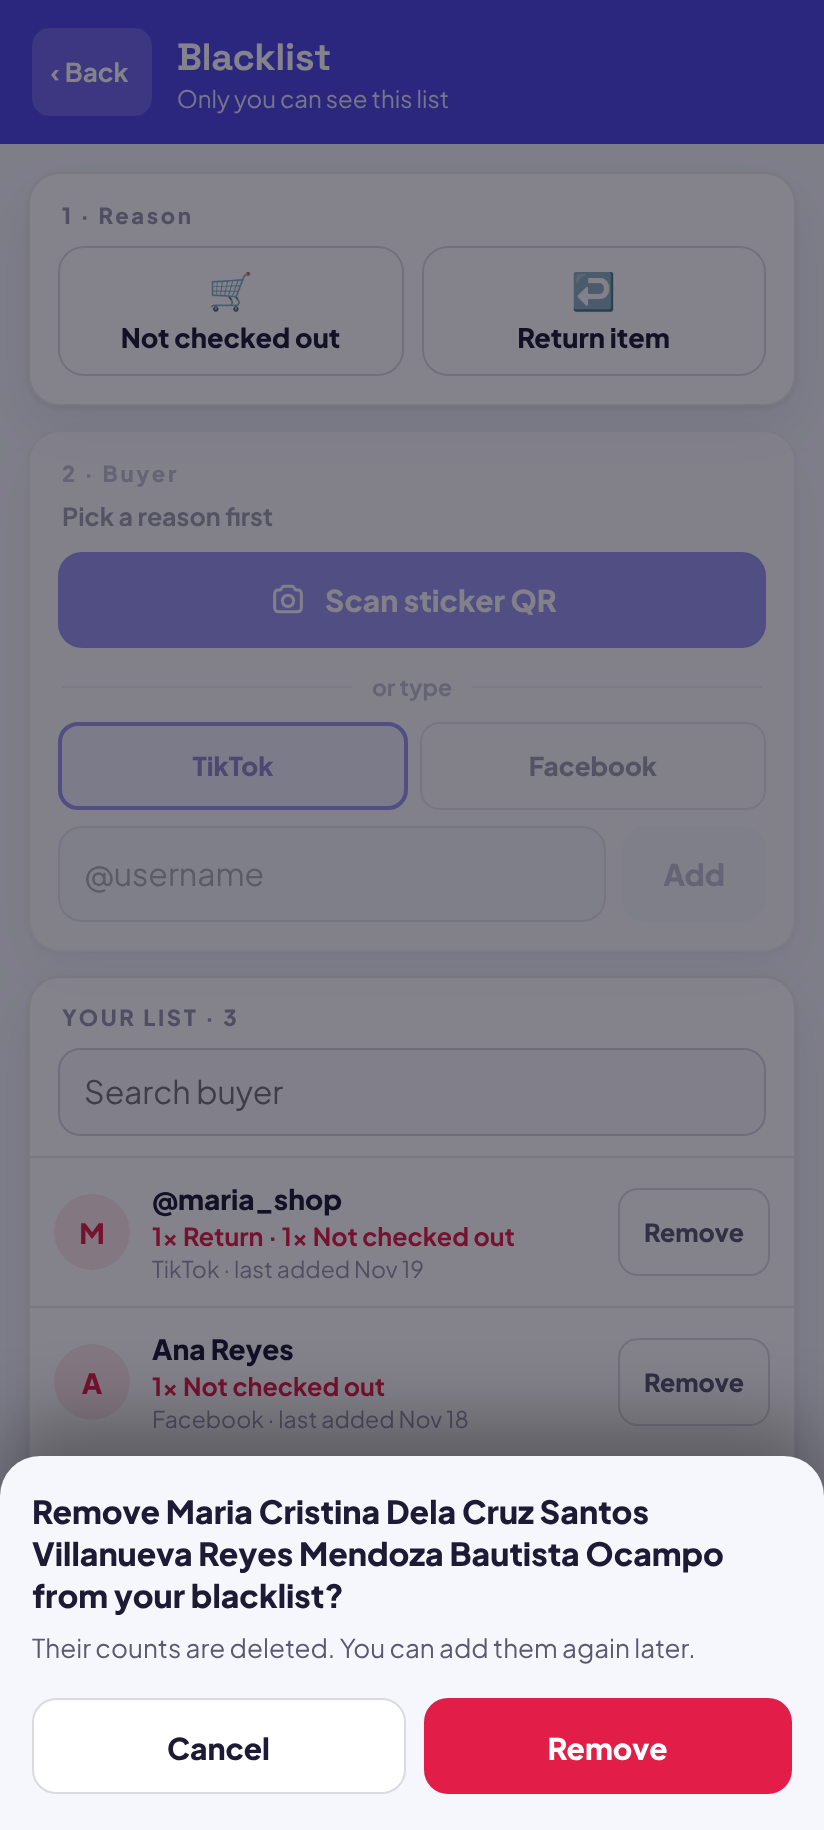 ‹ Back
Blacklist
Only you can see this list
1 · Reason
Not checked out
Return item
2 · Buyer
Pick a reason first
Scan sticker QR
or type
TikTok
Facebook
@username
Add
YOUR LIST · 3
Search buyer
M
@maria_shop
1× Return · 1× Not checked out
TikTok · last added Nov 19
Remove
A
Ana Reyes
1× Not checked out
Facebook · last added Nov 18
Remove
Remove Maria Cristina Dela Cruz Santos
Villanueva Reyes Mendoza Bautista Ocampo
from your blacklist?
Their counts are deleted. You can add them again later.
Cancel
Remove